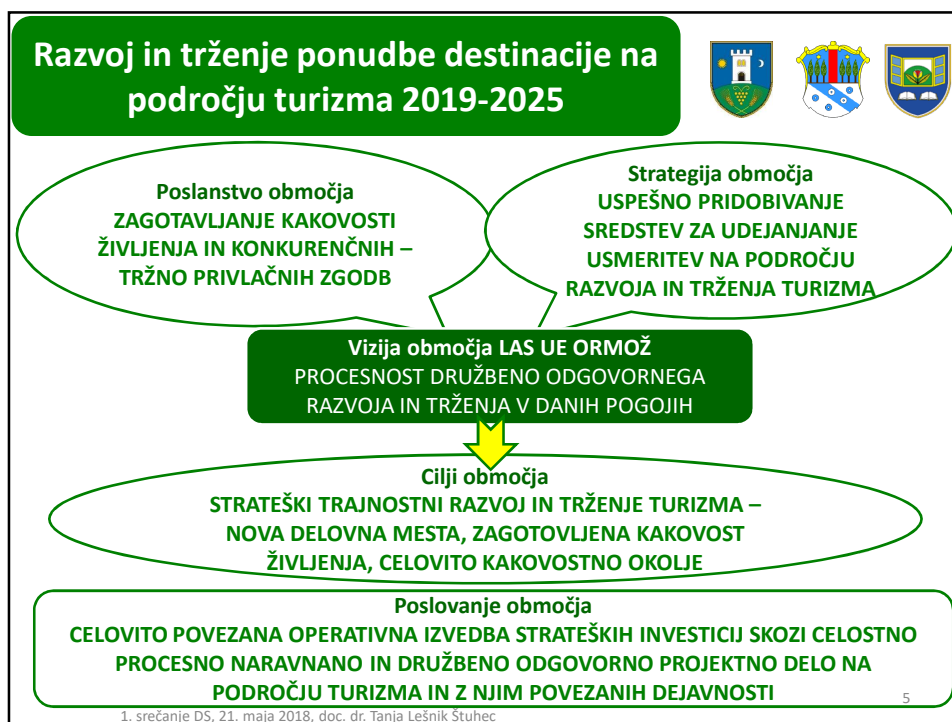 Razvoj in trženje ponudbe destinacije na
področju turizma 2019-2025
Poslanstvo območja
ZAGOTAVLJANJE KAKOVOSTI
ŽIVLJENJA IN KONKURENČNIH –
TRŽNO PRIVLAČNIH ZGODB
Strategija območja
USPEŠNO PRIDOBIVANJE
SREDSTEV ZA UDEJANJANJE
USMERITEV NA PODROČJU
RAZVOJA IN TRŽENJA TURIZMA
Vizija območja LAS UE ORMOŽ
PROCESNOST DRUŽBENO ODGOVORNEGA
RAZVOJA IN TRŽENJA V DANIH POGOJIH
Cilji območja
STRATEŠKI TRAJNOSTNI RAZVOJ IN TRŽENJE TURIZMA –
NOVA DELOVNA MESTA, ZAGOTOVLJENA KAKOVOST
ŽIVLJENJA, CELOVITO KAKOVOSTNO OKOLJE
Poslovanje območja
CELOVITO POVEZANA OPERATIVNA IZVEDBA STRATEŠKIH INVESTICIJ SKOZI CELOSTNO
PROCESNO NARAVNANO IN DRUŽBENO ODGOVORNO PROJEKTNO DELO NA
PODROČJU TURIZMA IN Z NJIM POVEZANIH DEJAVNOSTI
5
1. srečanje DS, 21. maja 2018, doc. dr. Tanja Lešnik Štuhec